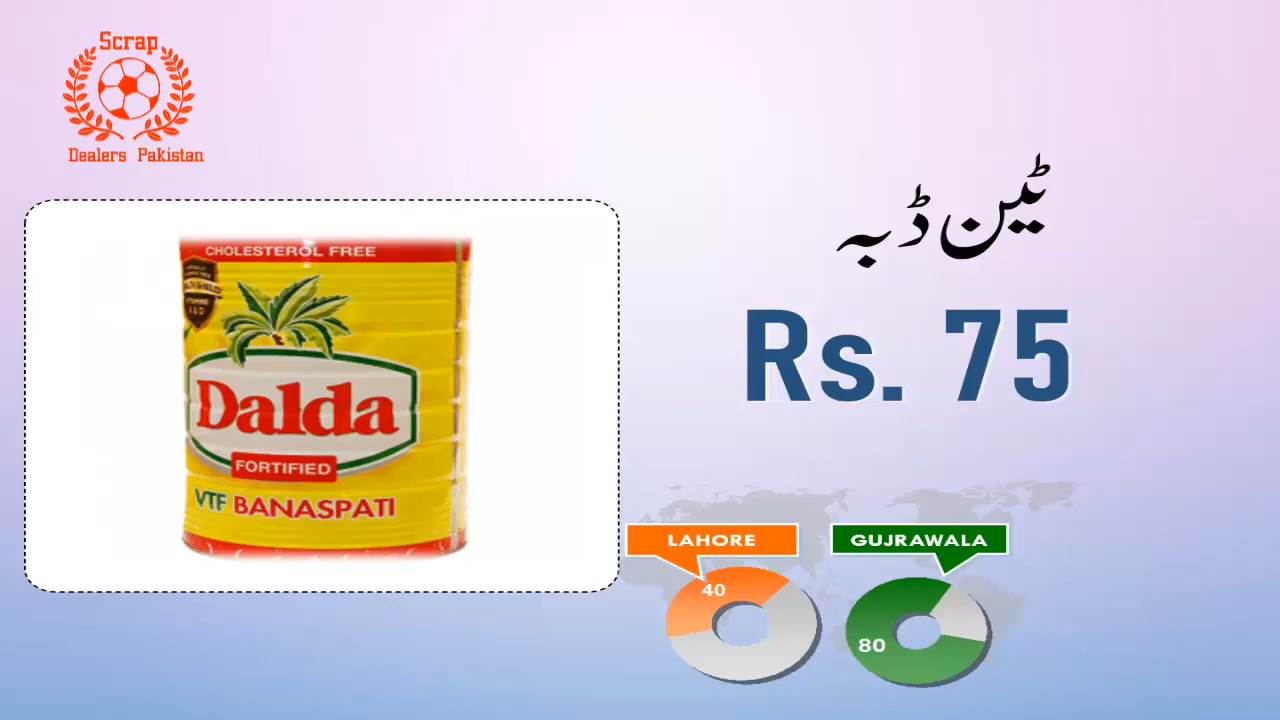 Scrap
Dealers Pakistan
ٹین ڈبہ
Rs. 75
CHOLESTEROL FREE
Dalda
FORTIFIED
VTF BANASPATI
LAHORE
GUJRAWALA
40
80